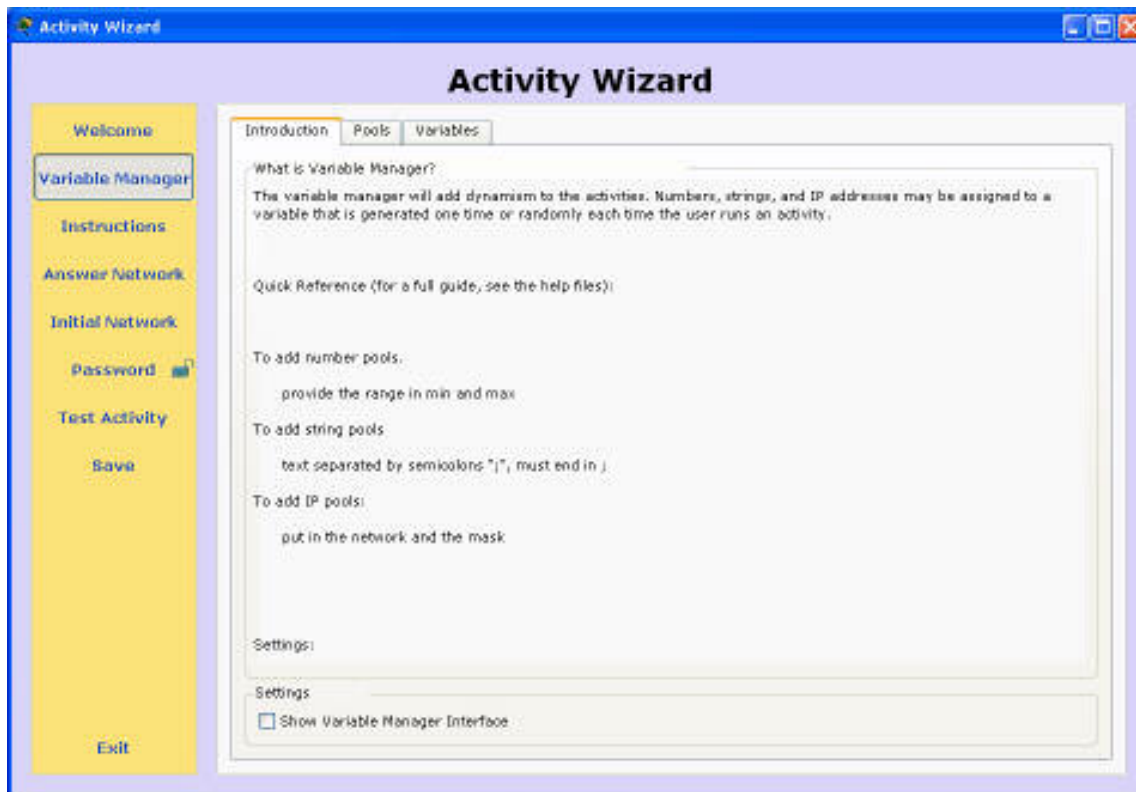 Activity Wizard
Activity Wizard
Welcome
Variable Manager
Instructions
Answer Network
Initial Network
Password
Test Activity
Save
Exit
Introduction
Pools
Variables
What is Variable Manager?
The variable manager will add dynamism to the activities. Numbers, strings, and IP addresses may be assigned to a
variable that is generated one time or randomly each time the user runs an activity.
Quick Reference (for a full guide, see the help files):
To add number pools.
provide the range in min and max
To add string pools
text separated by semicolons ";", must end in ;
To add IP pools:
put in the network and the mask
Settings:
Settings
Show Variable Manager Interface